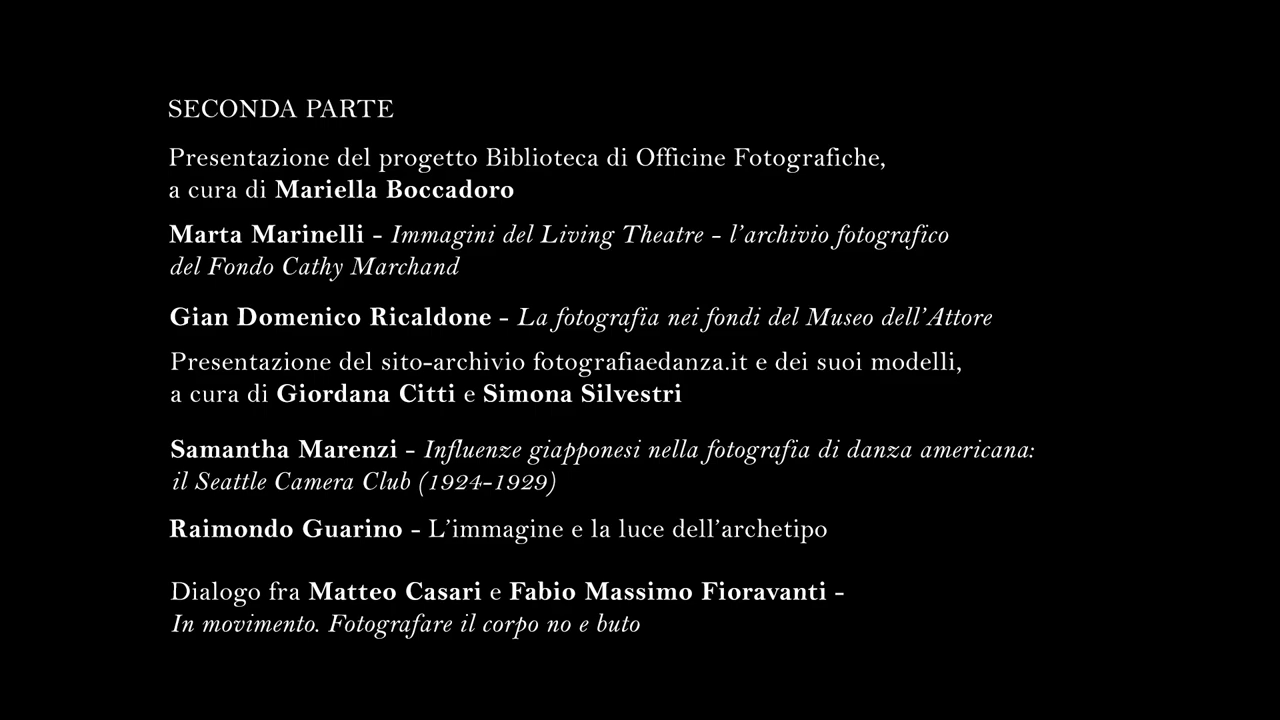 SECONDA PARTE
Presentazione del progetto Biblioteca di Officine Fotografiche,
a cura di Mariella Boccadoro
Marta Marinelli - Immagini del Living Theatre - l’archivio fotografico
del Fondo Cathy Marchand
Gian Domenico Ricaldone - La fotografia nei fondi del Museo dell’Attore
Presentazione del sito-archivio fotografiaedanza.it e dei suoi modelli,
a cura di Giordana Citti e Simona Silvestri
Samantha Marenzi - Influenze giapponesi nella fotografia di danza americana:
il Seattle Camera Club (1924-1929)
Raimondo Guarino - L’immagine e la luce dell’archetipo
Dialogo fra Matteo Casari e Fabio Massimo Fioravanti -
In movimento. Fotografare il corpo no e buto